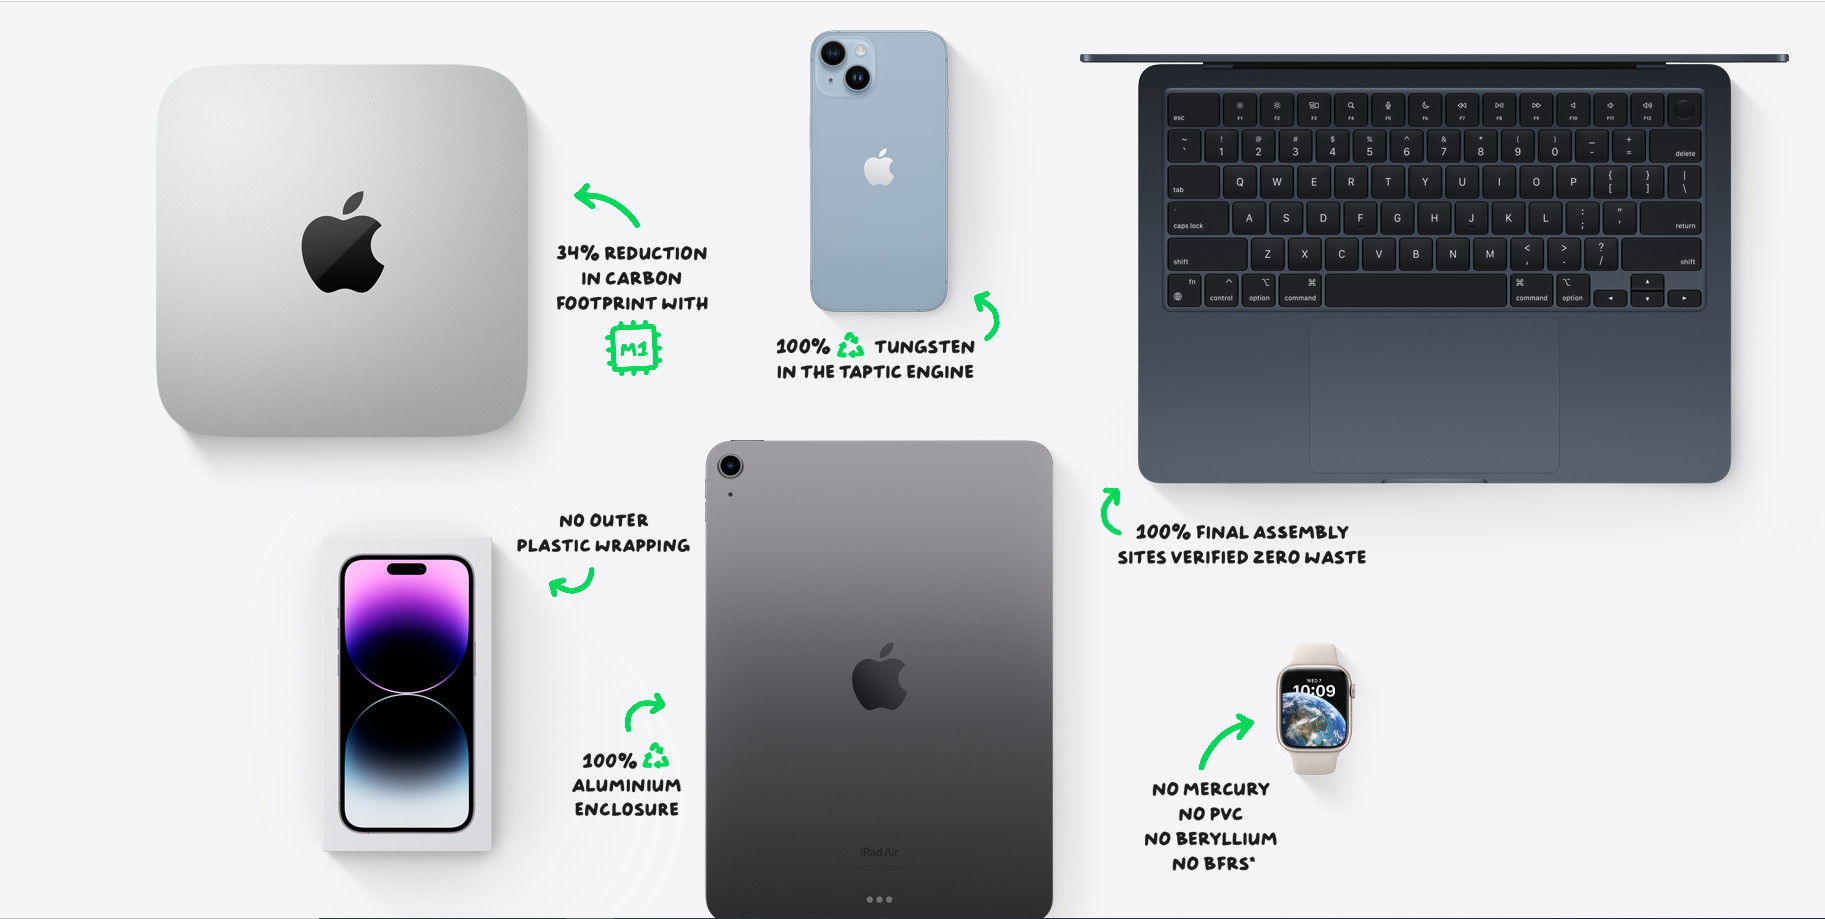 34% REDUCTION
IN CARBON
FOOTPRINT WITH
M1
100% TUNGSTEN
IN THE TAPTIC ENGINE
esc F1 F2 F3 F4 F5 F6 F7 F8 F9 F10 F11 F12
~ ! @ # $ % ^ & * ( ) — +
` 1 2 3 4 5 6 7 8 9 0 - = delete
tab Q W E R T Y U I O P { [ } ] | \
caps lock A S D F G H J K L : ; " ' return
shift Z X C V B N M < , > . ? / shift
fn control option command command option
100% FINAL ASSEMBLY
SITES VERIFIED ZERO WASTE
NO OUTER
PLASTIC WRAPPING
100%
ALUMINIUM
ENCLOSURE
iPad Air
WED 7
10:09
NO MERCURY
NO PVC
NO BERYLLIUM
NO BFRS*